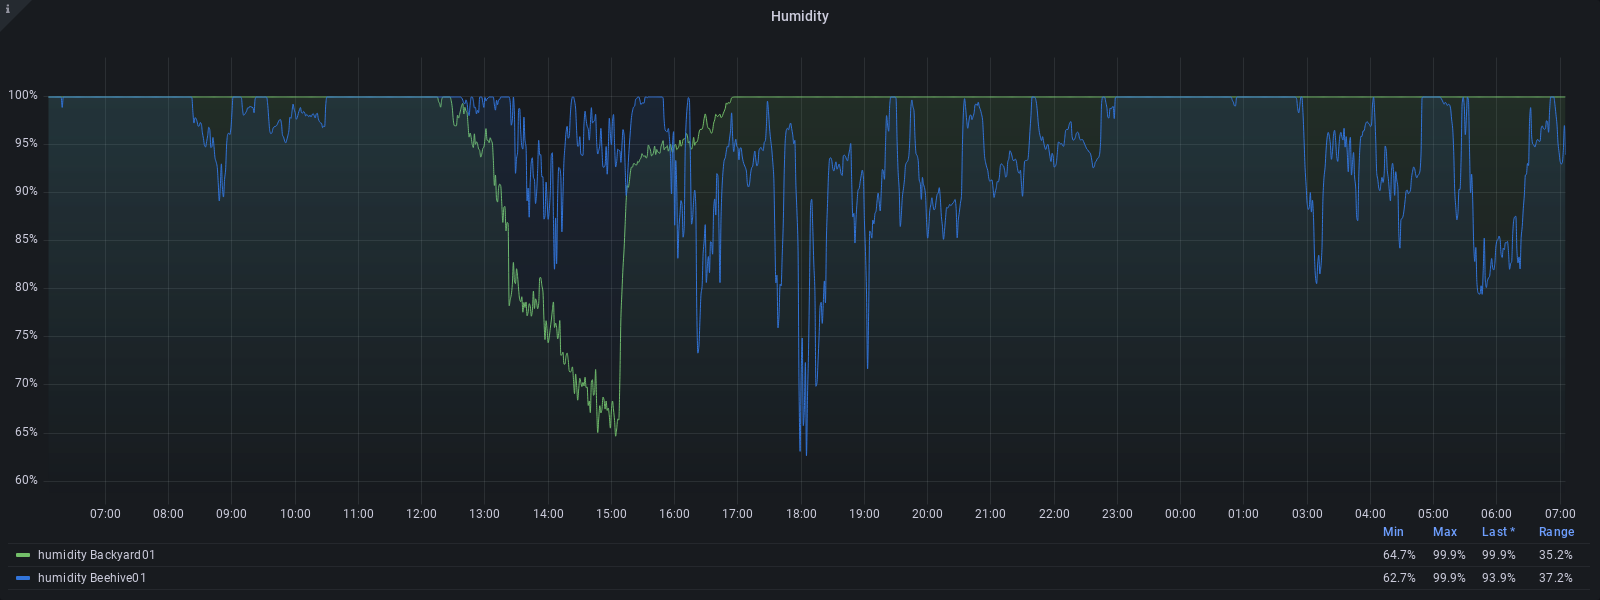 i
Humidity
100%
95%
90%
85%
80%
75%
70%
65%
60%
07:00 08:00 09:00 10:00 11:00 12:00 13:00 14:00 15:00 16:00 17:00 18:00 19:00 20:00 21:00 22:00 23:00 00:00 01:00 03:00 04:00 05:00 06:00 07:00
Min Max Last * Range
humidity Backyard01 64.7% 99.9% 99.9% 35.2%
humidity Beehive01 62.7% 99.9% 93.9% 37.2%